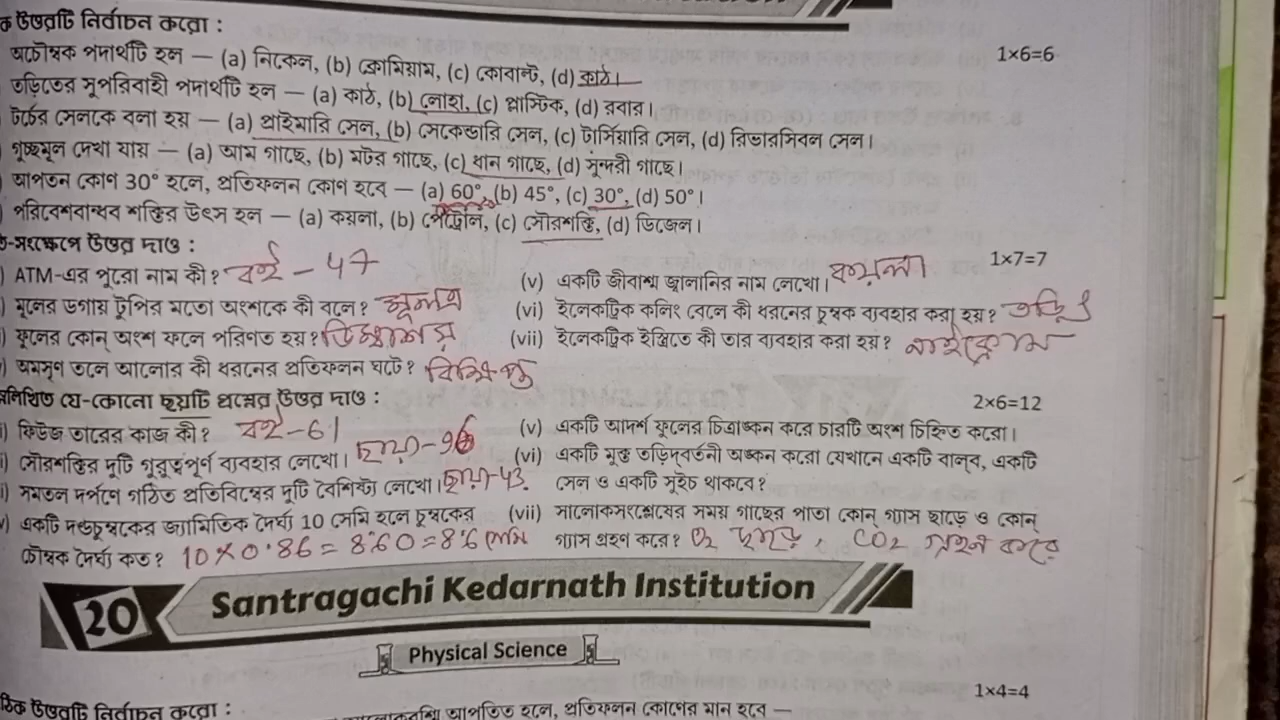 ক উত্তরটি নির্বাচন করো :
1×6=6
অচৌম্বক পদার্থটি হল — (a) নিকেল, (b) ক্রোমিয়াম, (c) কোবাল্ট, (d) কাঠ।
তড়িতের সুপরিবাহী পদার্থটি হল — (a) কাঠ, (b) লোহা, (c) প্লাস্টিক, (d) রবার।
টর্চের সেলকে বলা হয় — (a) প্রাইমারি সেল, (b) সেকেন্ডারি সেল, (c) টার্সিয়ারি সেল, (d) রিভারসিবল সেল।
গুচ্ছমূল দেখা যায় — (a) আম গাছে, (b) মটর গাছে, (c) ধান গাছে, (d) সুন্দরী গাছে।
আপতন কোণ 30° হলে, প্রতিফলন কোণ হবে — (a) 60°, (b) 45°, (c) 30°, (d) 50°।
পরিবেশবান্ধব শক্তির উৎস হল — (a) কয়লা, (b) পেট্রোল, (c) সৌরশক্তি, (d) ডিজেল।
-সংক্ষেপে উত্তর দাও :
1×7=7
ATM-এর পুরো নাম কী? বই – 47
মূলের ডগায় টুপির মতো অংশকে কী বলে? মূলত্র
ফুলের কোন্ অংশ ফলে পরিণত হয়? ডিম্বাশয়
অমসৃণ তলে আলোর কী ধরনের প্রতিফলন ঘটে? বিক্ষিপ্ত
(v) একটি জীবাশ্ম জ্বালানির নাম লেখো। কয়লা
(vi) ইলেকট্রিক কলিং বেলে কী ধরনের চুম্বক ব্যবহার করা হয়? তড়িৎ
(vii) ইলেকট্রিক ইস্ত্রিতে কী তার ব্যবহার করা হয়? নাইক্রোম
লিখিত যে-কোনো ছয়টি প্রশ্নের উত্তর দাও :
2×6=12
ফিউজ তারের কাজ কী? বই – 61
সৌরশক্তির দুটি গুরুত্বপূর্ণ ব্যবহার লেখো।
সমতল দর্পণে গঠিত প্রতিবিম্বের দুটি বৈশিষ্ট্য লেখো।
একটি দণ্ডচুম্বকের জ্যামিতিক দৈর্ঘ্য 10 সেমি হলে চুম্বকের
চৌম্বক দৈর্ঘ্য কত? 10 × 0.86 = 8.60 = 8.6 সেমি
(v) একটি আদর্শ ফুলের চিত্রাঙ্কন করে চারটি অংশ চিহ্নিত করো।
(vi) একটি মুক্ত তড়িদ্‌বর্তনী অঙ্কন করো যেখানে একটি বাল্‌ব, একটি
সেল ও একটি সুইচ থাকবে?
(vii) সালোকসংশ্লেষের সময় গাছের পাতা কোন্ গ্যাস ছাড়ে ও কোন্
গ্যাস গ্রহণ করে? O₂ ছাড়ে, CO₂ গ্রহন করে
20 Santragachi Kedarnath Institution
Physical Science
1×4=4
ঠিক উত্তরটি নির্বাচন করো :
আপতিত হলে, প্রতিফলন কোণের মান হবে —